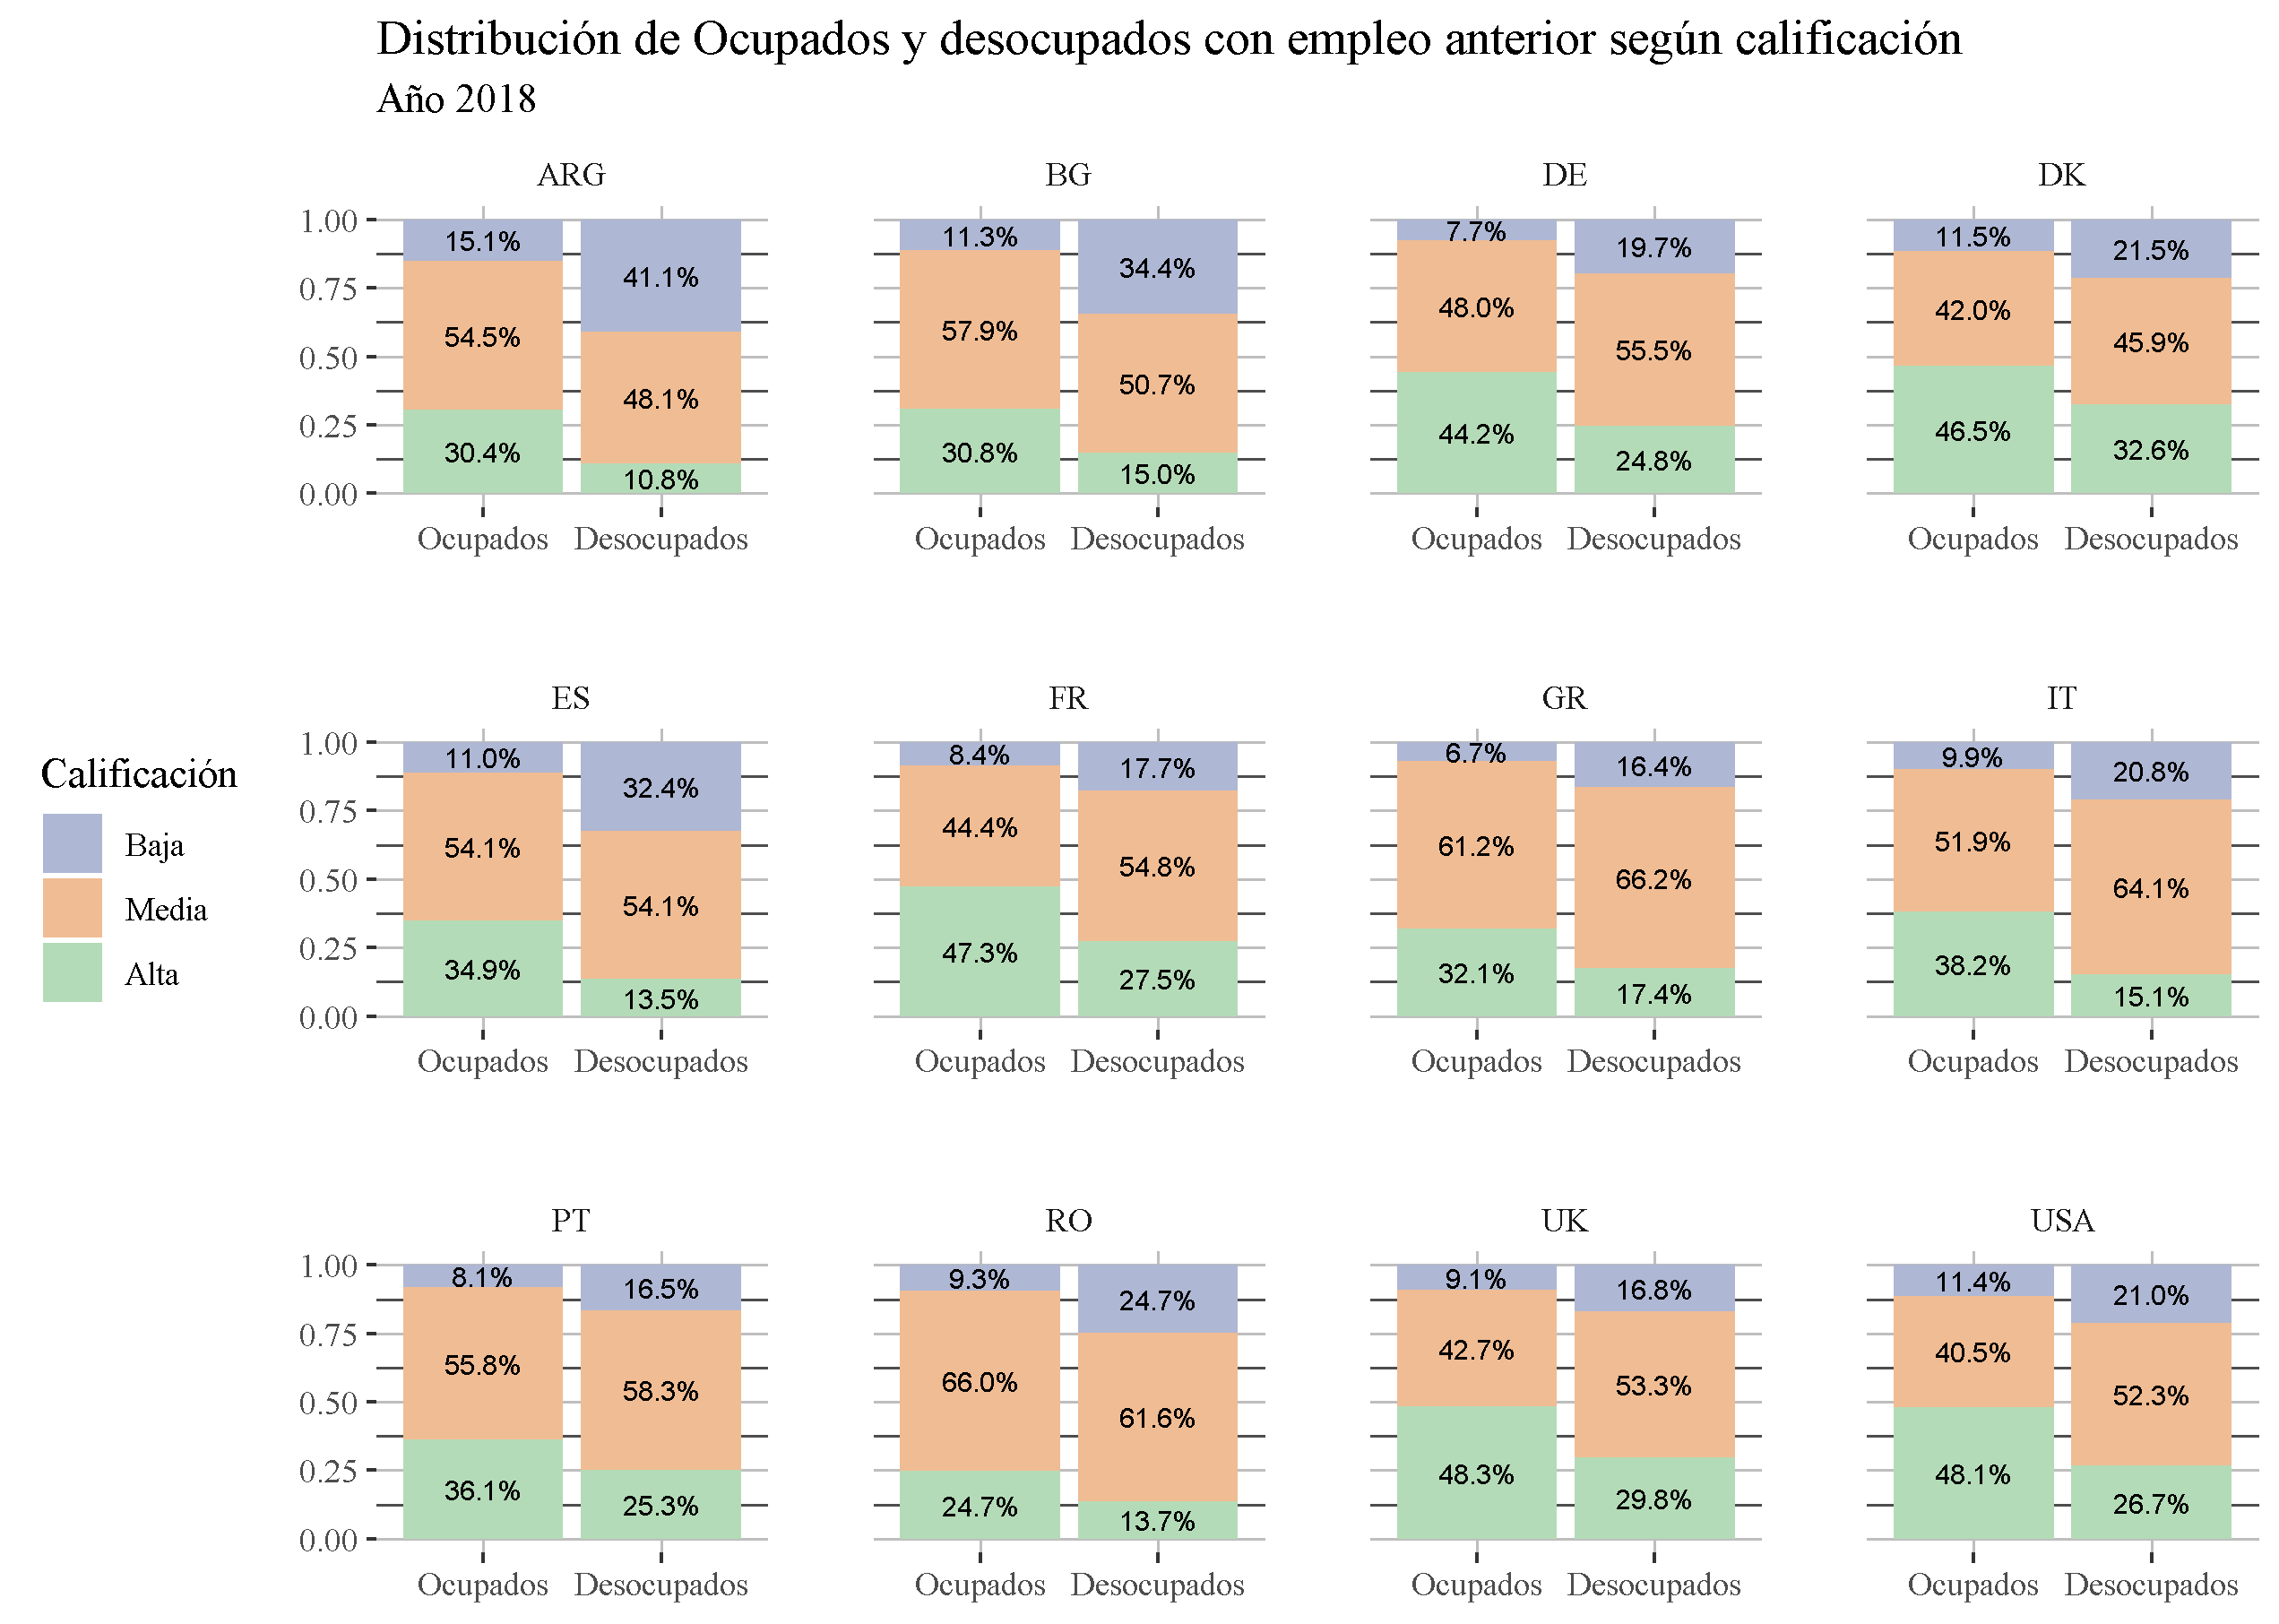 Distribución de Ocupados y desocupados con empleo anterior según calificación
Año 2018
ARG BG DE DK
1.00 15.1% 41.1% 11.3% 34.4% 7.7% 19.7% 11.5% 21.5%
0.75
54.5% 48.1% 57.9% 50.7% 48.0% 55.5% 42.0% 45.9%
0.50
0.25
30.4% 10.8% 30.8% 15.0% 44.2% 24.8% 46.5% 32.6%
0.00
Ocupados Desocupados Ocupados Desocupados Ocupados Desocupados Ocupados Desocupados
Calificación
Baja
Media
Alta
ES FR GR IT
1.00 11.0% 32.4% 8.4% 17.7% 6.7% 16.4% 9.9% 20.8%
0.75
54.1% 54.1% 44.4% 54.8% 61.2% 66.2% 51.9% 64.1%
0.50
0.25
34.9% 13.5% 47.3% 27.5% 32.1% 17.4% 38.2% 15.1%
0.00
Ocupados Desocupados Ocupados Desocupados Ocupados Desocupados Ocupados Desocupados
PT RO UK USA
1.00 8.1% 16.5% 9.3% 24.7% 9.1% 16.8% 11.4% 21.0%
0.75
55.8% 58.3% 66.0% 61.6% 42.7% 53.3% 40.5% 52.3%
0.50
0.25
36.1% 25.3% 24.7% 13.7% 48.3% 29.8% 48.1% 26.7%
0.00
Ocupados Desocupados Ocupados Desocupados Ocupados Desocupados Ocupados Desocupados